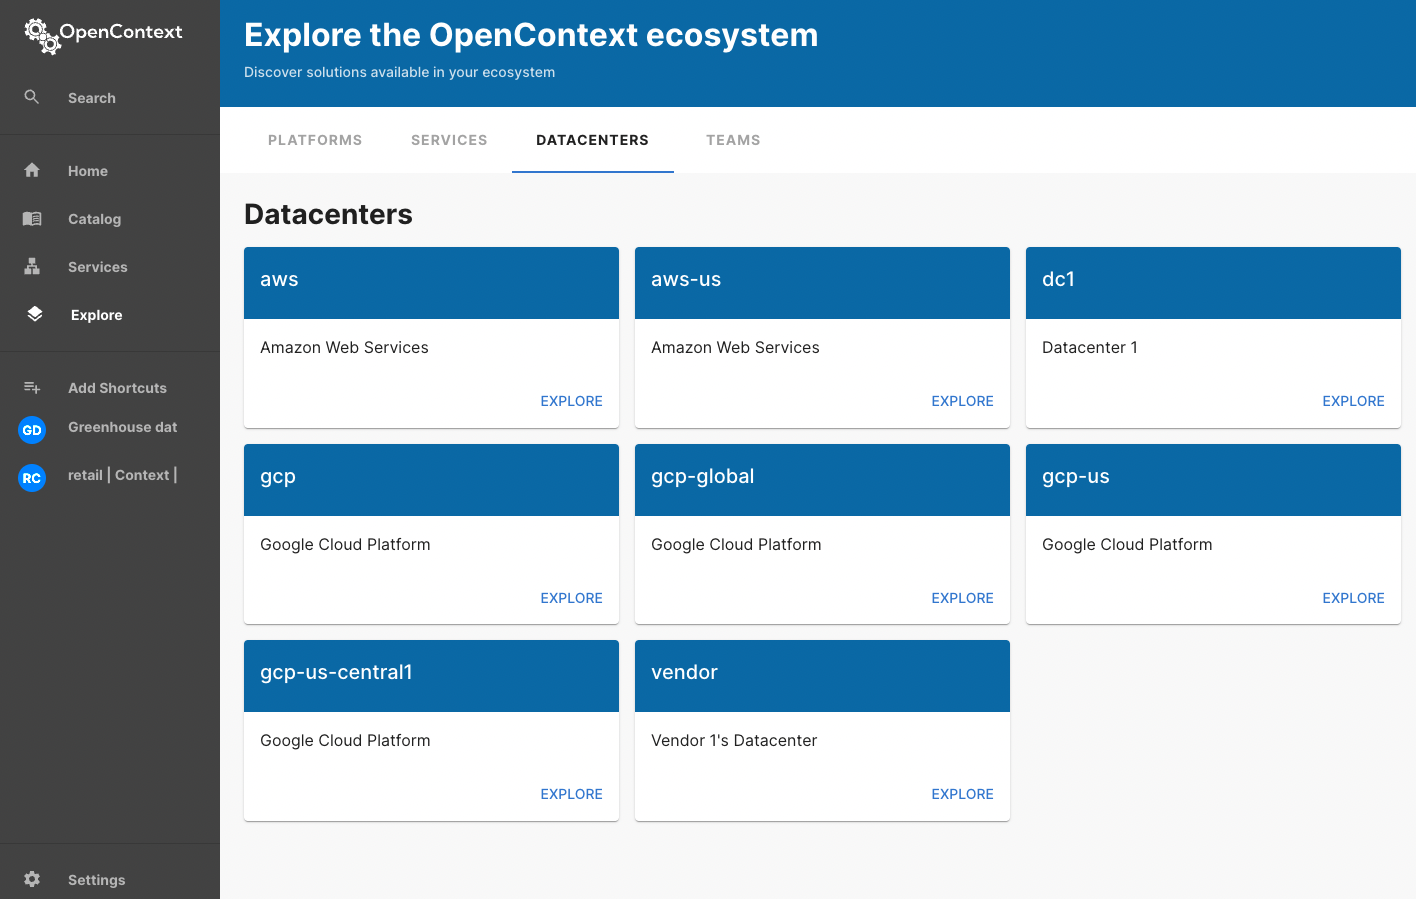 OpenContext
Search
Home
Catalog
Services
Explore
Add Shortcuts
GD
Greenhouse dat
RC
retail | Context |
Settings
Explore the OpenContext ecosystem
Discover solutions available in your ecosystem
PLATFORMS SERVICES DATACENTERS TEAMS
Datacenters
aws
Amazon Web Services
EXPLORE
aws-us
Amazon Web Services
EXPLORE
dc1
Datacenter 1
EXPLORE
gcp
Google Cloud Platform
EXPLORE
gcp-global
Google Cloud Platform
EXPLORE
gcp-us
Google Cloud Platform
EXPLORE
gcp-us-central1
Google Cloud Platform
EXPLORE
vendor
Vendor 1's Datacenter
EXPLORE